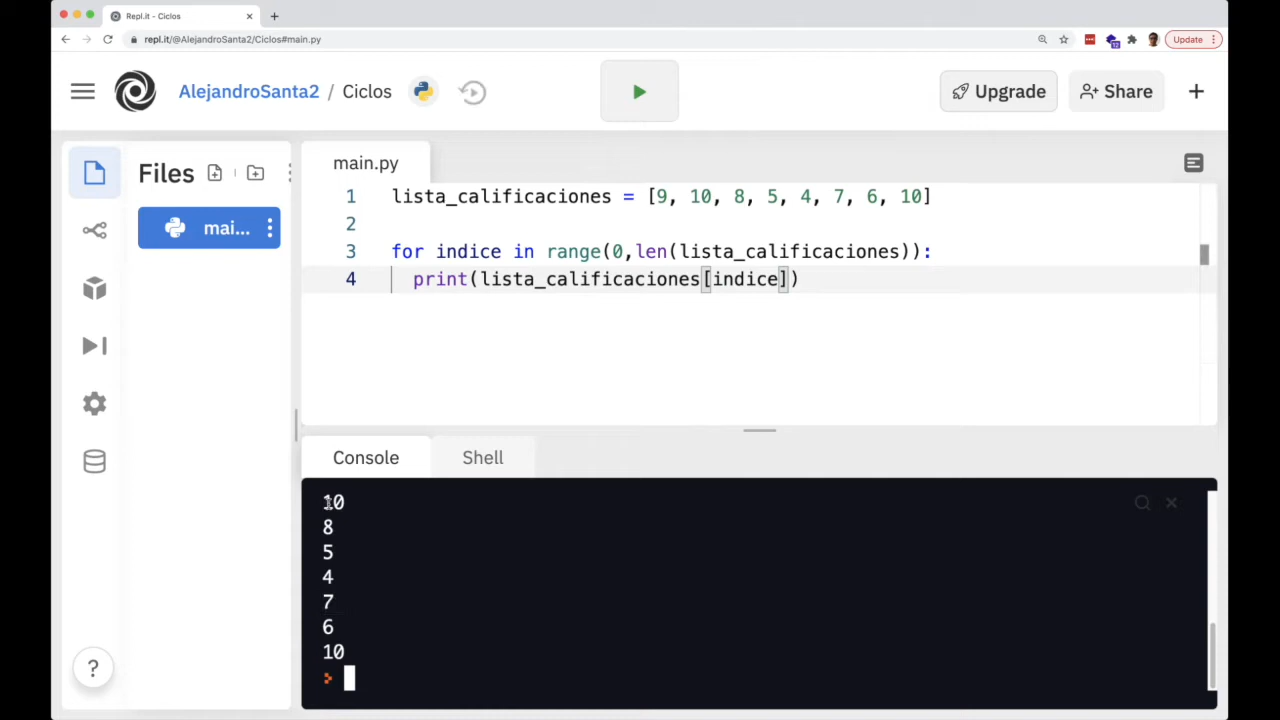 Repl.it - Ciclos
repl.it/@AlejandroSanta2/Ciclos#main.py
12
Update
AlejandroSanta2 / Ciclos
Upgrade
Share
Files
mai...
main.py
1 lista_calificaciones = [9, 10, 8, 5, 4, 7, 6, 10]
2
3 for indice in range(0,len(lista_calificaciones)):
4 print(lista_calificaciones[indice])
Console
Shell
10
8
5
4
7
6
10
?